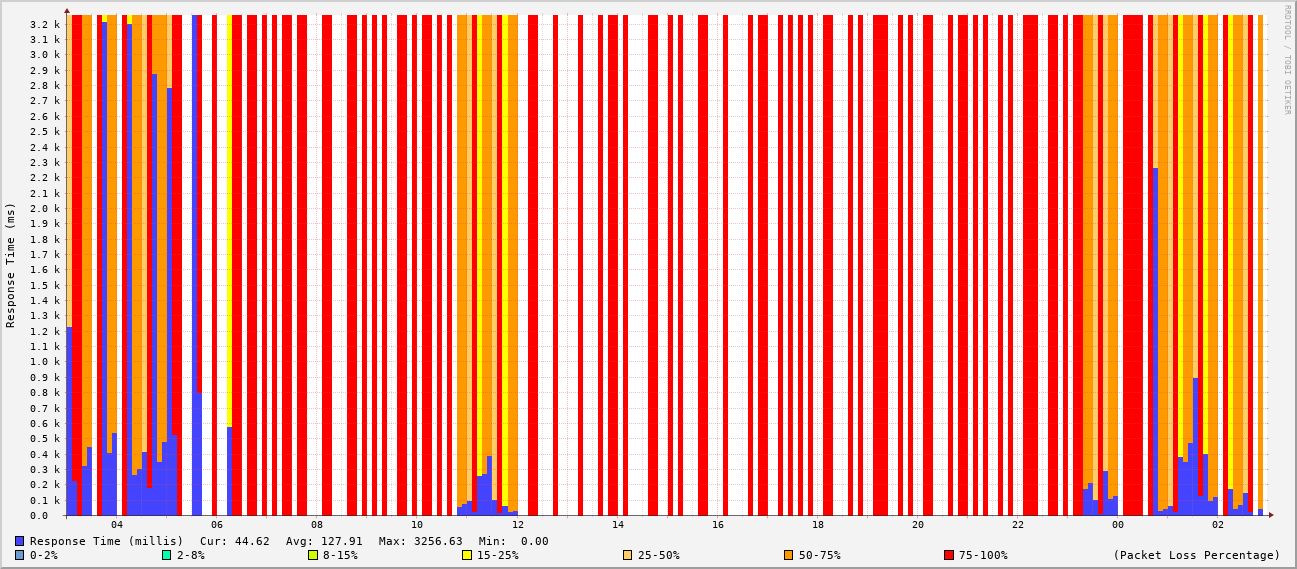 RRDTOOL / TOBI OETIKER
Response Time (ms)
3.2 k
3.1 k
3.0 k
2.9 k
2.8 k
2.7 k
2.6 k
2.5 k
2.4 k
2.3 k
2.2 k
2.1 k
2.0 k
1.9 k
1.8 k
1.7 k
1.6 k
1.5 k
1.4 k
1.3 k
1.2 k
1.1 k
1.0 k
0.9 k
0.8 k
0.7 k
0.6 k
0.5 k
0.4 k
0.3 k
0.2 k
0.1 k
0.0
04 06 08 10 12 14 16 18 20 22 00 02
Response Time (millis) Cur: 44.62 Avg: 127.91 Max: 3256.63 Min: 0.00
0-2% 2-8% 8-15% 15-25% 25-50% 50-75% 75-100% (Packet Loss Percentage)